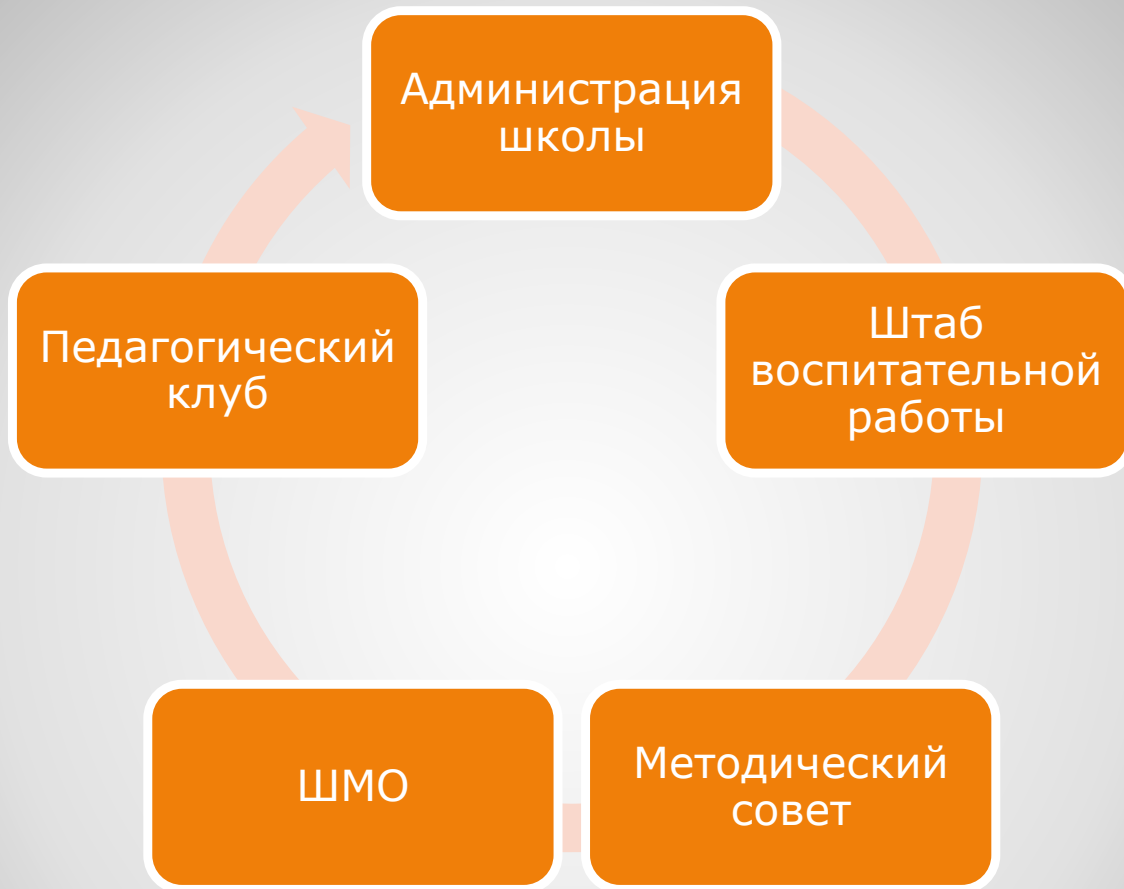 Администрация
школы
Штаб
воспитательной
работы
Методический
совет
ШМО
Педагогический
клуб